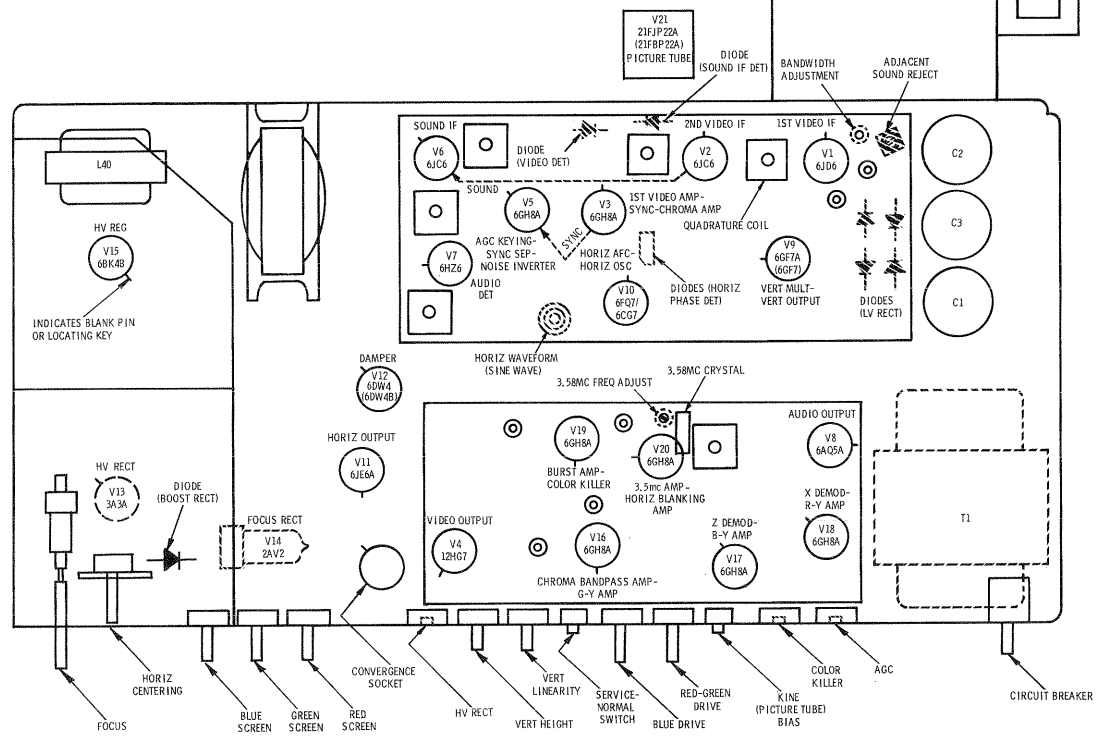 V21
21FJP22A
(21FBP22A)
PICTURE TUBE
DIODE
(SOUND IF DET)
BANDWIDTH
ADJUSTMENT
ADJACENT
SOUND REJECT
SOUND IF
V6
6JC6
DIODE
(VIDEO DET)
2ND VIDEO IF
V2
6JC6
1ST VIDEO IF
V1
6JD6
C2
L40
SOUND
V5
6GH8A
V3
6GH8A
1ST VIDEO AMP-
SYNC-CHROMA AMP
QUADRATURE COIL
C3
HV REG
V15
6BK4B
AGC KEYING-
SYNC SEP-
NOISE INVERTER
SYNC
V7
6HZ6
AUDIO
DET
HORIZ AFC-
HORIZ OSC
V10
6FQ7/
6CG7
DIODES (HORIZ
PHASE DET)
V9
6GF7A
(6GF7)
VERT MULT-
VERT OUTPUT
DIODES
(LV RECT)
C1
INDICATES BLANK PIN
OR LOCATING KEY
HORIZ WAVEFORM
(SINE WAVE)
DAMPER
V12
6DW4
(6DW4B)
3.58MC FREQ ADJUST
3.58MC CRYSTAL
HORIZ OUTPUT
V11
6JE6A
V19
6GH8A
BURST AMP-
COLOR KILLER
V20
6GH8A
3.5mc AMP-
HORIZ BLANKING
AMP
AUDIO OUTPUT
V8
6AQ5A
HV RECT
V13
3A3A
DIODE
(BOOST RECT)
FOCUS RECT
V14
2AV2
VIDEO OUTPUT
V4
12HG7
V16
6GH8A
CHROMA BANDPASS AMP-
G-Y AMP
Z DEMOD-
B-Y AMP
V17
6GH8A
X DEMOD-
R-Y AMP
V18
6GH8A
T1
FOCUS
HORIZ
CENTERING
BLUE
SCREEN
GREEN
SCREEN
RED
SCREEN
CONVERGENCE
SOCKET
HV RECT
VERT HEIGHT
VERT
LINEARITY
SERVICE-
NORMAL
SWITCH
BLUE DRIVE
RED-GREEN
DRIVE
KINE
(PICTURE TUBE)
BIAS
COLOR
KILLER
AGC
CIRCUIT BREAKER